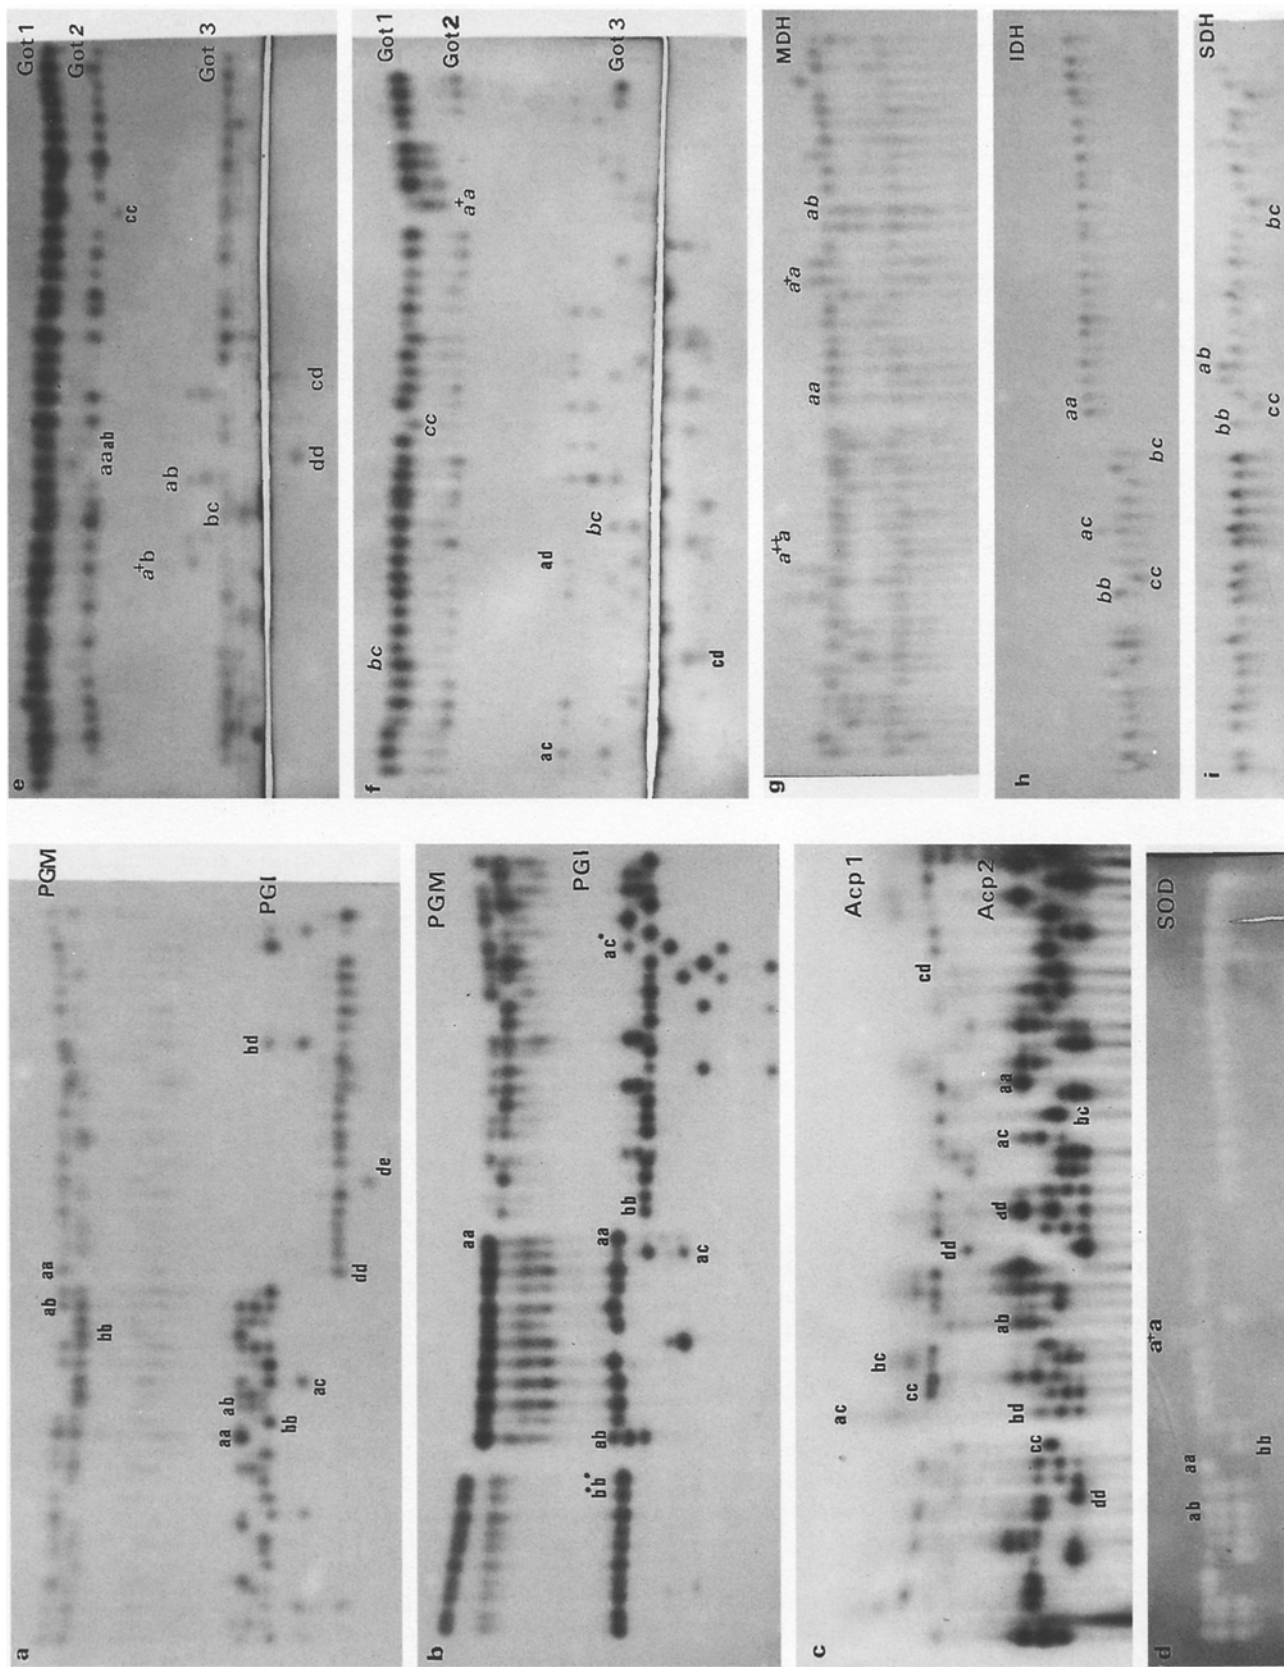 a
PGM
ab
aa
bb
PGI
aa
ab
bb
ac
bd
dd
de
b
PGM
aa
PGI
b•b•
ab
aa
ac
bb
ac•
c
Acp 1
ac
cc
bc
dd
cd
Acp 2
dd
cc
bd
ab
ad
ac
aa
bc
d
SOD
ab
aa
a+a
bb
e
Got 1
Got 2
aa
ab
cc
Got 3
a+b
ab
bc
dd
cd
f
Got 1
bc
cc
a+a
Got 2
Got 3
ac
ad
bc
cd
g
MDH
a++a
aa
a+a
ab
h
IDH
bb
ac
aa
cc
bc
i
SDH
bb
ab
cc
bc